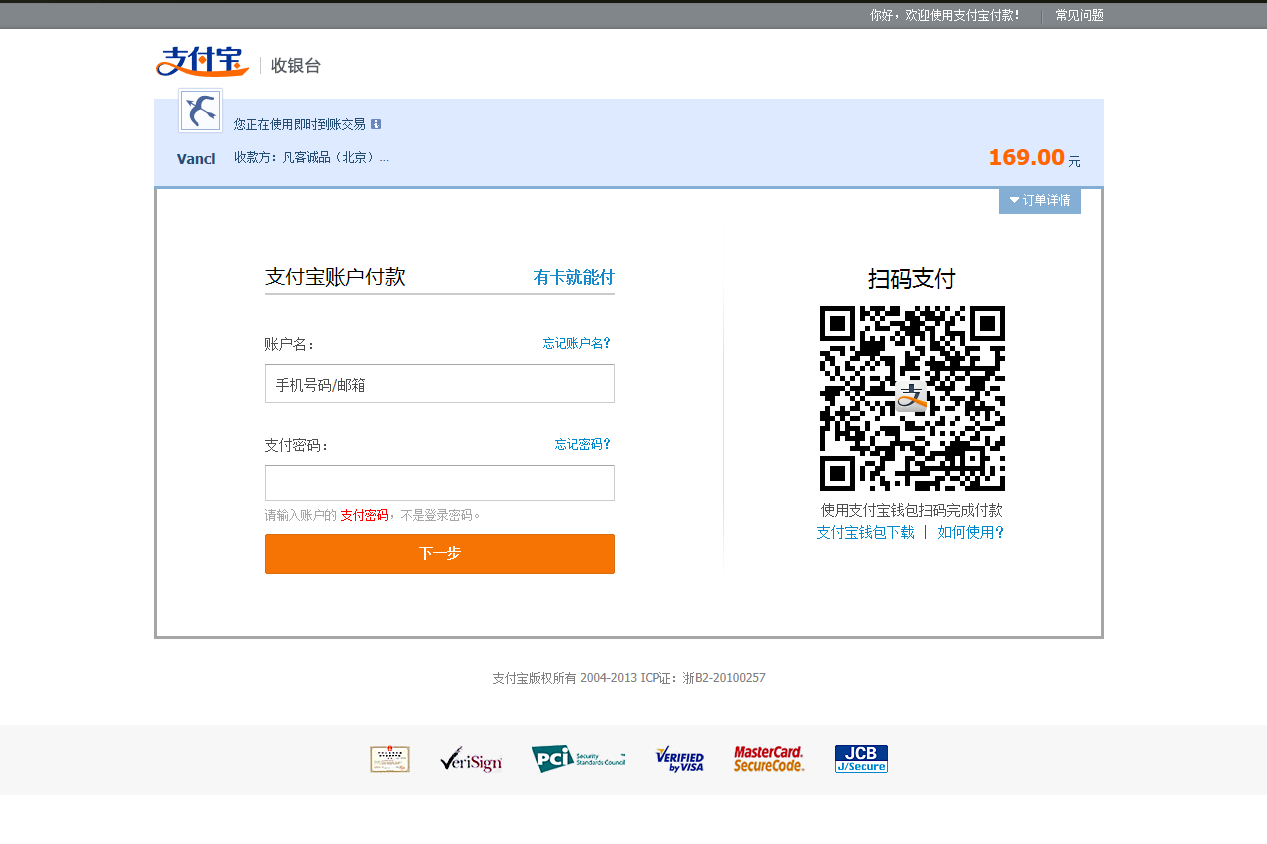 你好，欢迎使用支付宝付款！ 常见问题
支付宝 收银台
您正在使用即时到账交易
Vancl 收款方：凡客诚品（北京）... 169.00 元
订单详情
支付宝账户付款 有卡就能付
账户名： 忘记账户名?
手机号码/邮箱
支付密码： 忘记密码?
请输入账户的 支付密码，不是登录密码。
下一步
扫码支付
使用支付宝钱包扫码完成付款
支付宝钱包下载 | 如何使用?
支付宝版权所有 2004-2013 ICP证：浙B2-20100257
VeriSign PCI Security Standards Council VERIFIED by VISA MasterCard. SecureCode. JCB J/Secure